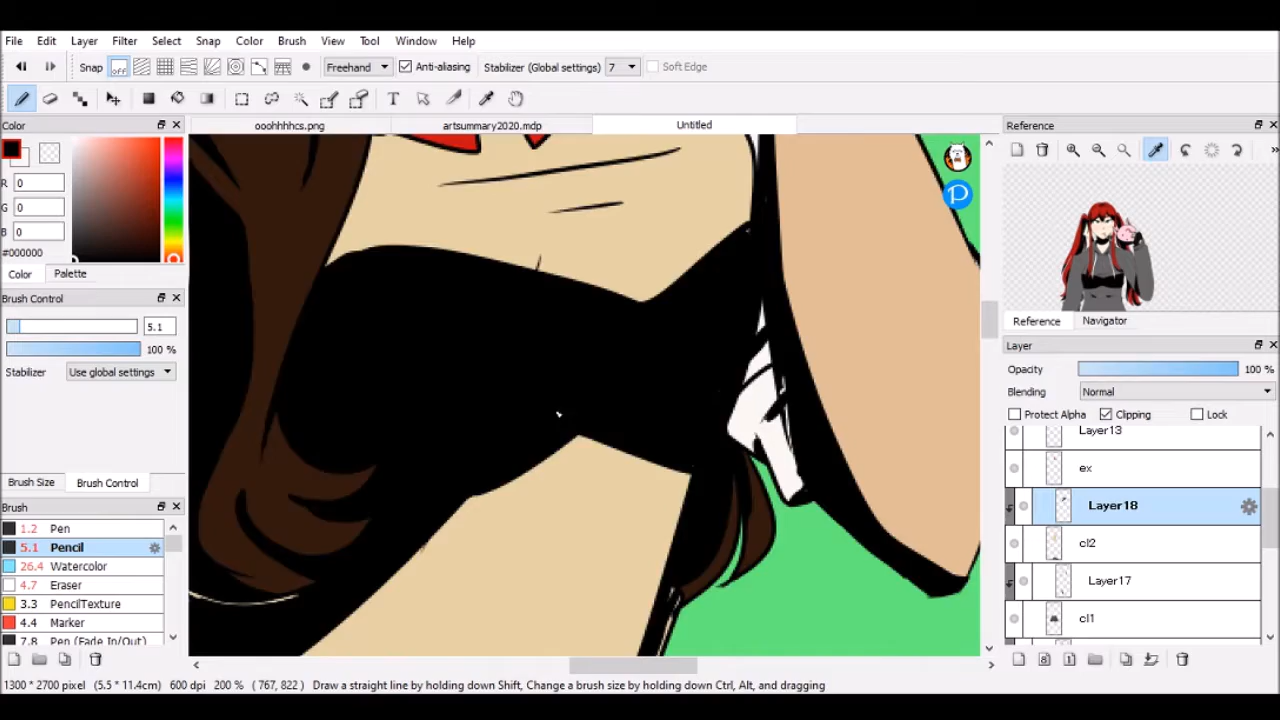 File Edit Layer Filter Select Snap Color Brush View Tool Window Help
Snap off Freehand Anti-aliasing Stabilizer (Global settings) 7 Soft Edge
T
Color
ooohhhhcs.png artsummary2020.mdp Untitled
Reference
R 0
G 0
B 0
#000000
Color Palette
Brush Control
5.1
100 %
Stabilizer Use global settings
Brush Size Brush Control
Brush
1.2 Pen
5.1 Pencil
26.4 Watercolor
4.7 Eraser
3.3 PencilTexture
4.4 Marker
7.8 Pen (Fade In/Out)
P
Reference Navigator
Layer
Opacity 100 %
Blending Normal
Protect Alpha Clipping Lock
Layer13
ex
Layer18
cl2
Layer17
cl1
8 1
1300 * 2700 pixel (5.5 * 11.4cm) 600 dpi 200 % ( 767, 822 ) Draw a straight line by holding down Shift, Change a brush size by holding down Ctrl, Alt, and dragging